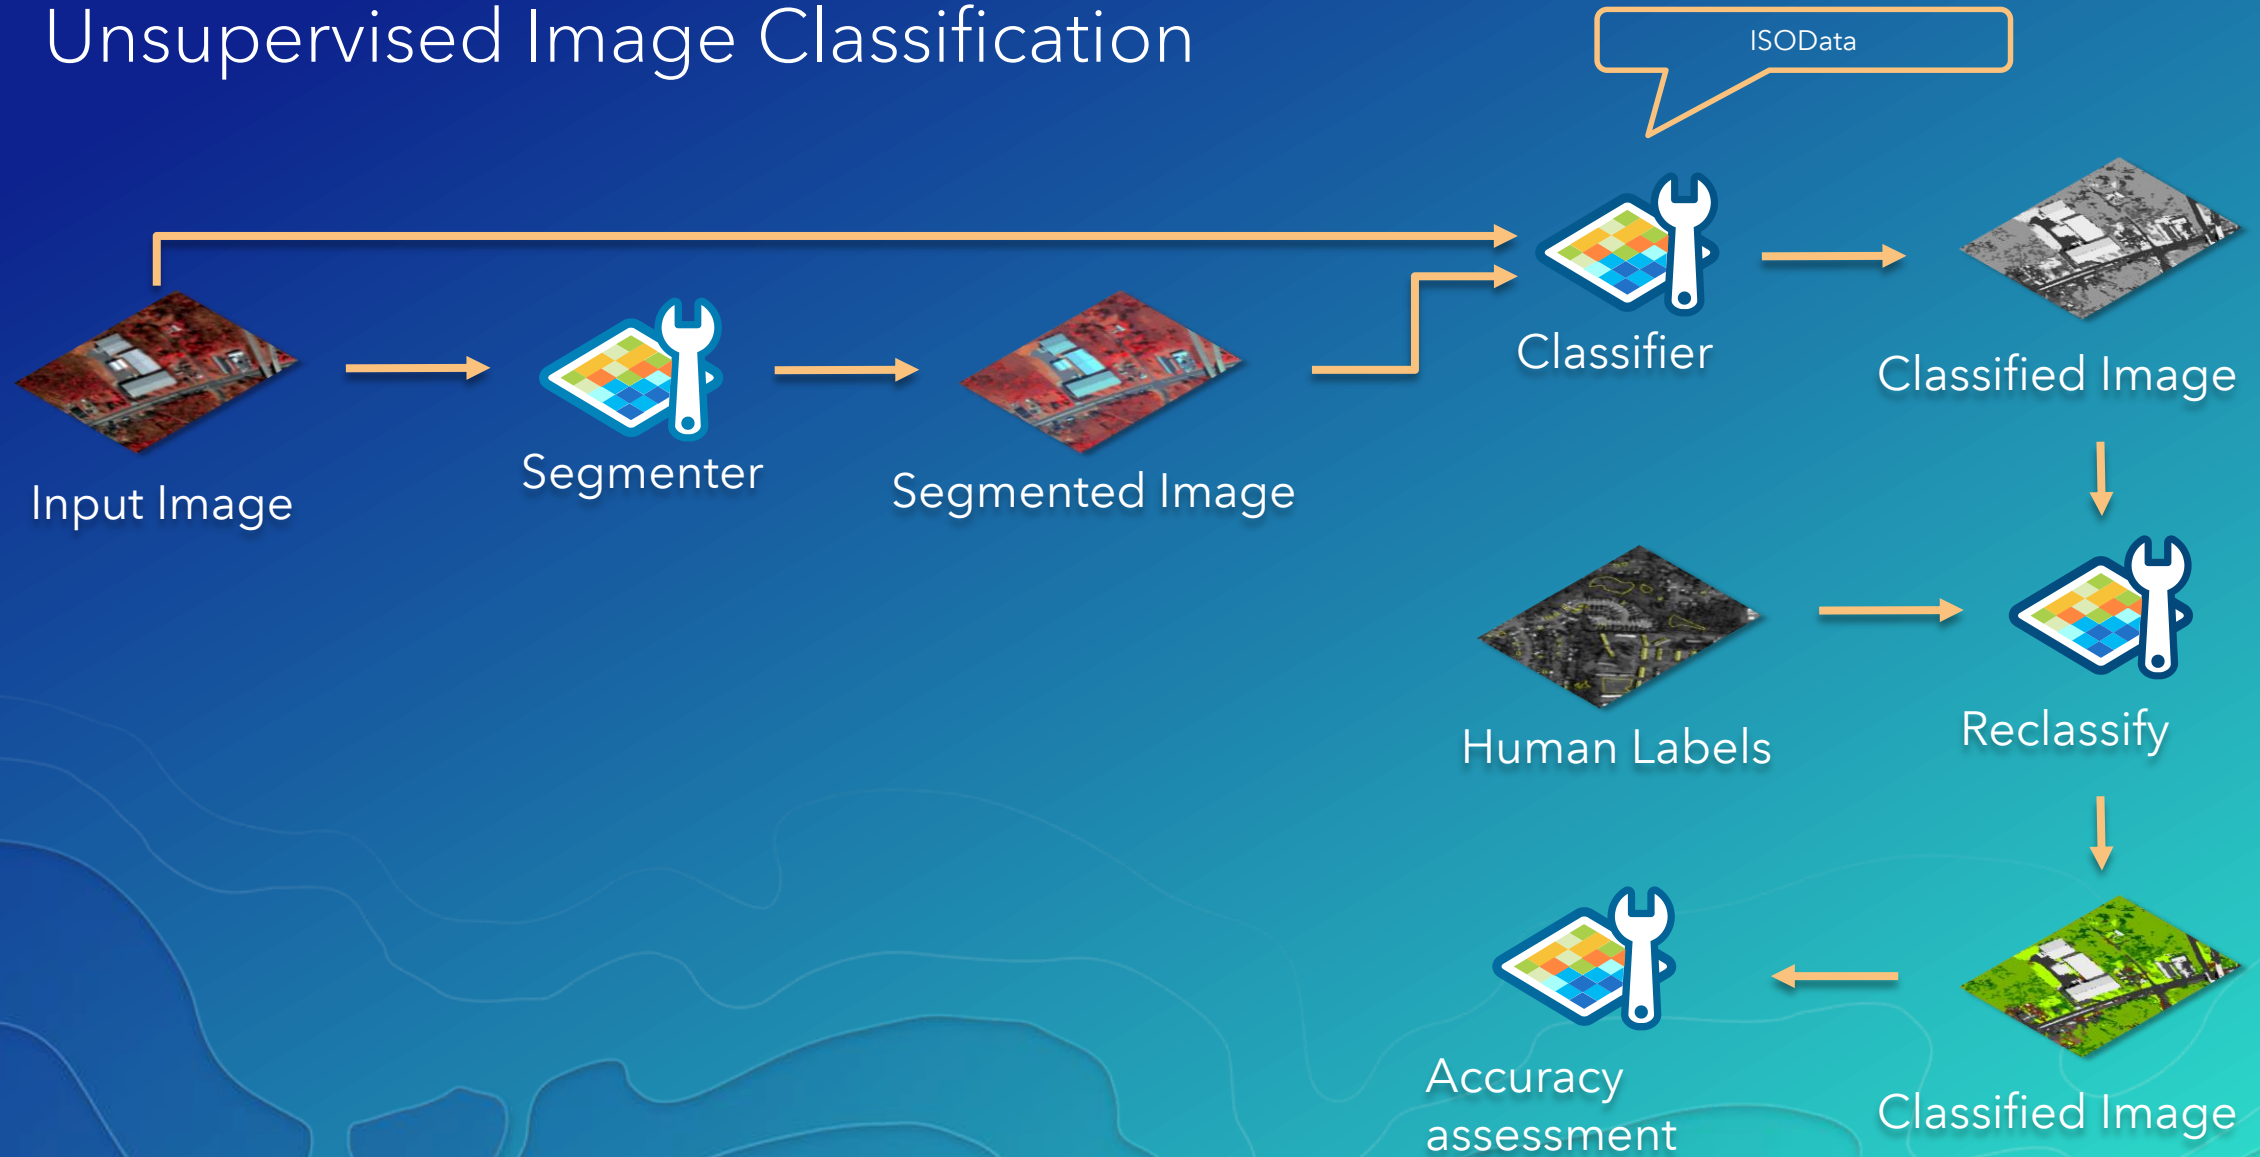 Unsupervised Image Classification
ISOData
Classifier
Classified Image
Input Image
Segmenter
Segmented Image
Human Labels
Reclassify
Accuracy
assessment
Classified Image